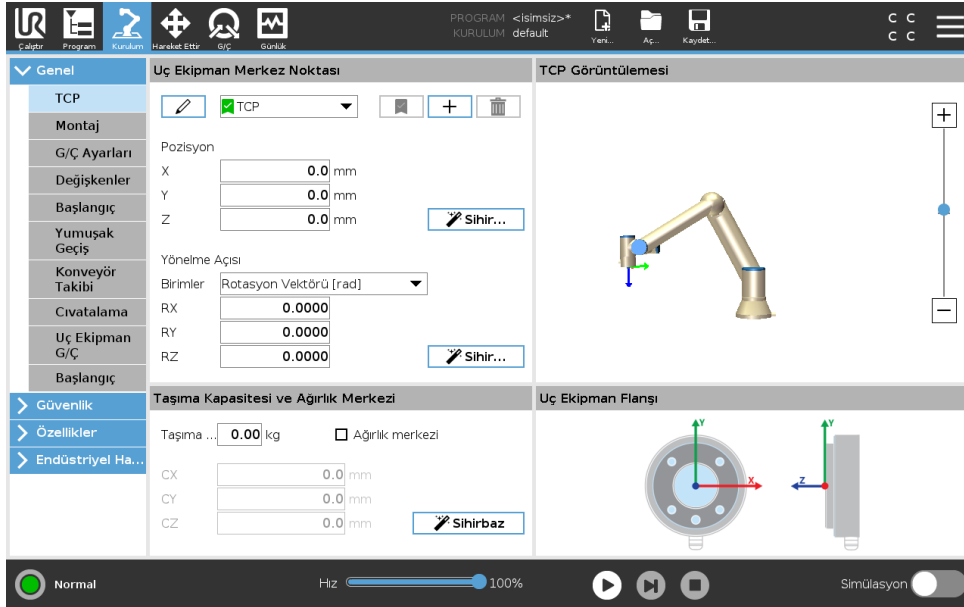 PROGRAM <isimsiz>*
KURULUM default
Çalıştır Program Kurulum Hareket Ettir G/Ç Günlük Yeni... Aç... Kaydet...
C C
C C
Genel
TCP
Montaj
G/Ç Ayarları
Değişkenler
Başlangıç
Yumuşak
Geçiş
Konveyör
Takibi
Cıvatalama
Uç Ekipman
G/Ç
Başlangıç
Güvenlik
Özellikler
Endüstriyel Ha...
Uç Ekipman Merkez Noktası
TCP
Pozisyon
X 0.0 mm
Y 0.0 mm
Z 0.0 mm Sihir...
Yönelme Açısı
Birimler Rotasyon Vektörü [rad]
RX 0.0000
RY 0.0000
RZ 0.0000 Sihir...
Taşıma Kapasitesi ve Ağırlık Merkezi
Taşıma ... 0.00 kg Ağırlık merkezi
CX 0.0 mm
CY 0.0 mm
CZ 0.0 mm Sihirbaz
TCP Görüntülemesi
Uç Ekipman Flanşı
Y Y
X Z
Normal Hız 100% Simülasyon